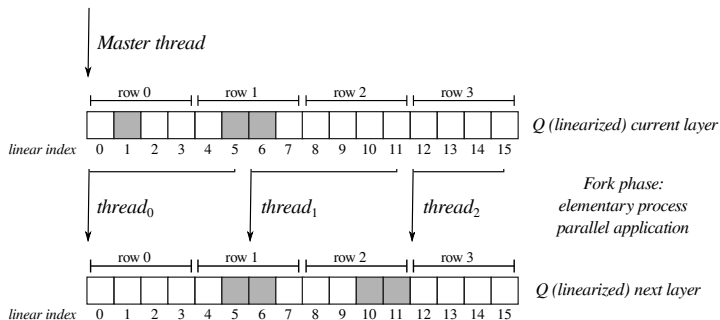 Master thread
row 0 row 1 row 2 row 3
Q (linearized) current layer
linear index 0 1 2 3 4 5 6 7 8 9 10 11 12 13 14 15
thread0 thread1 thread2
Fork phase:
elementary process
parallel application
row 0 row 1 row 2 row 3
Q (linearized) next layer
linear index 0 1 2 3 4 5 6 7 8 9 10 11 12 13 14 15